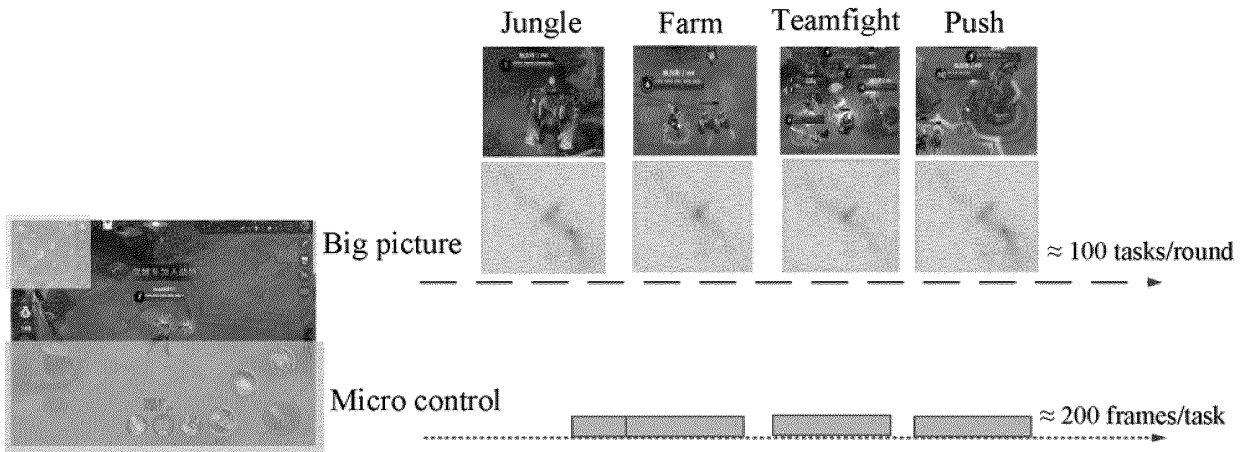 Jungle Farm Teamfight Push
Big picture
≈ 100 tasks/round
Micro control
≈ 200 frames/task